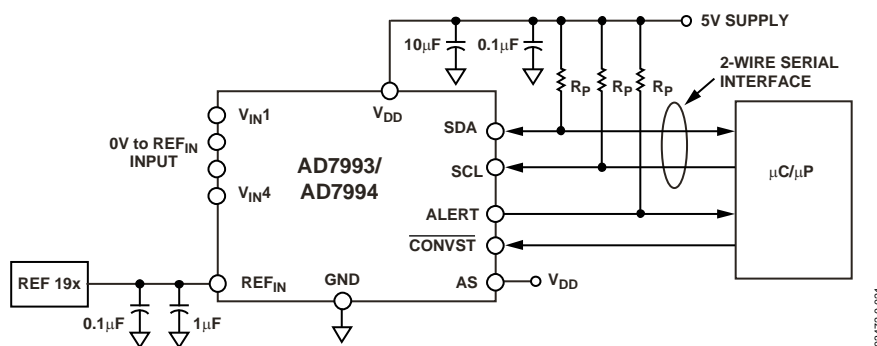 5V SUPPLY
10μF
0.1μF
2-WIRE SERIAL
INTERFACE
RP
RP
RP
VIN1
VDD
SDA
0V to REFIN
INPUT
AD7993/
AD7994
SCL
μC/μP
VIN4
ALERT
CONVST
REF 19x
REFIN
GND
AS
VDD
0.1μF
1μF